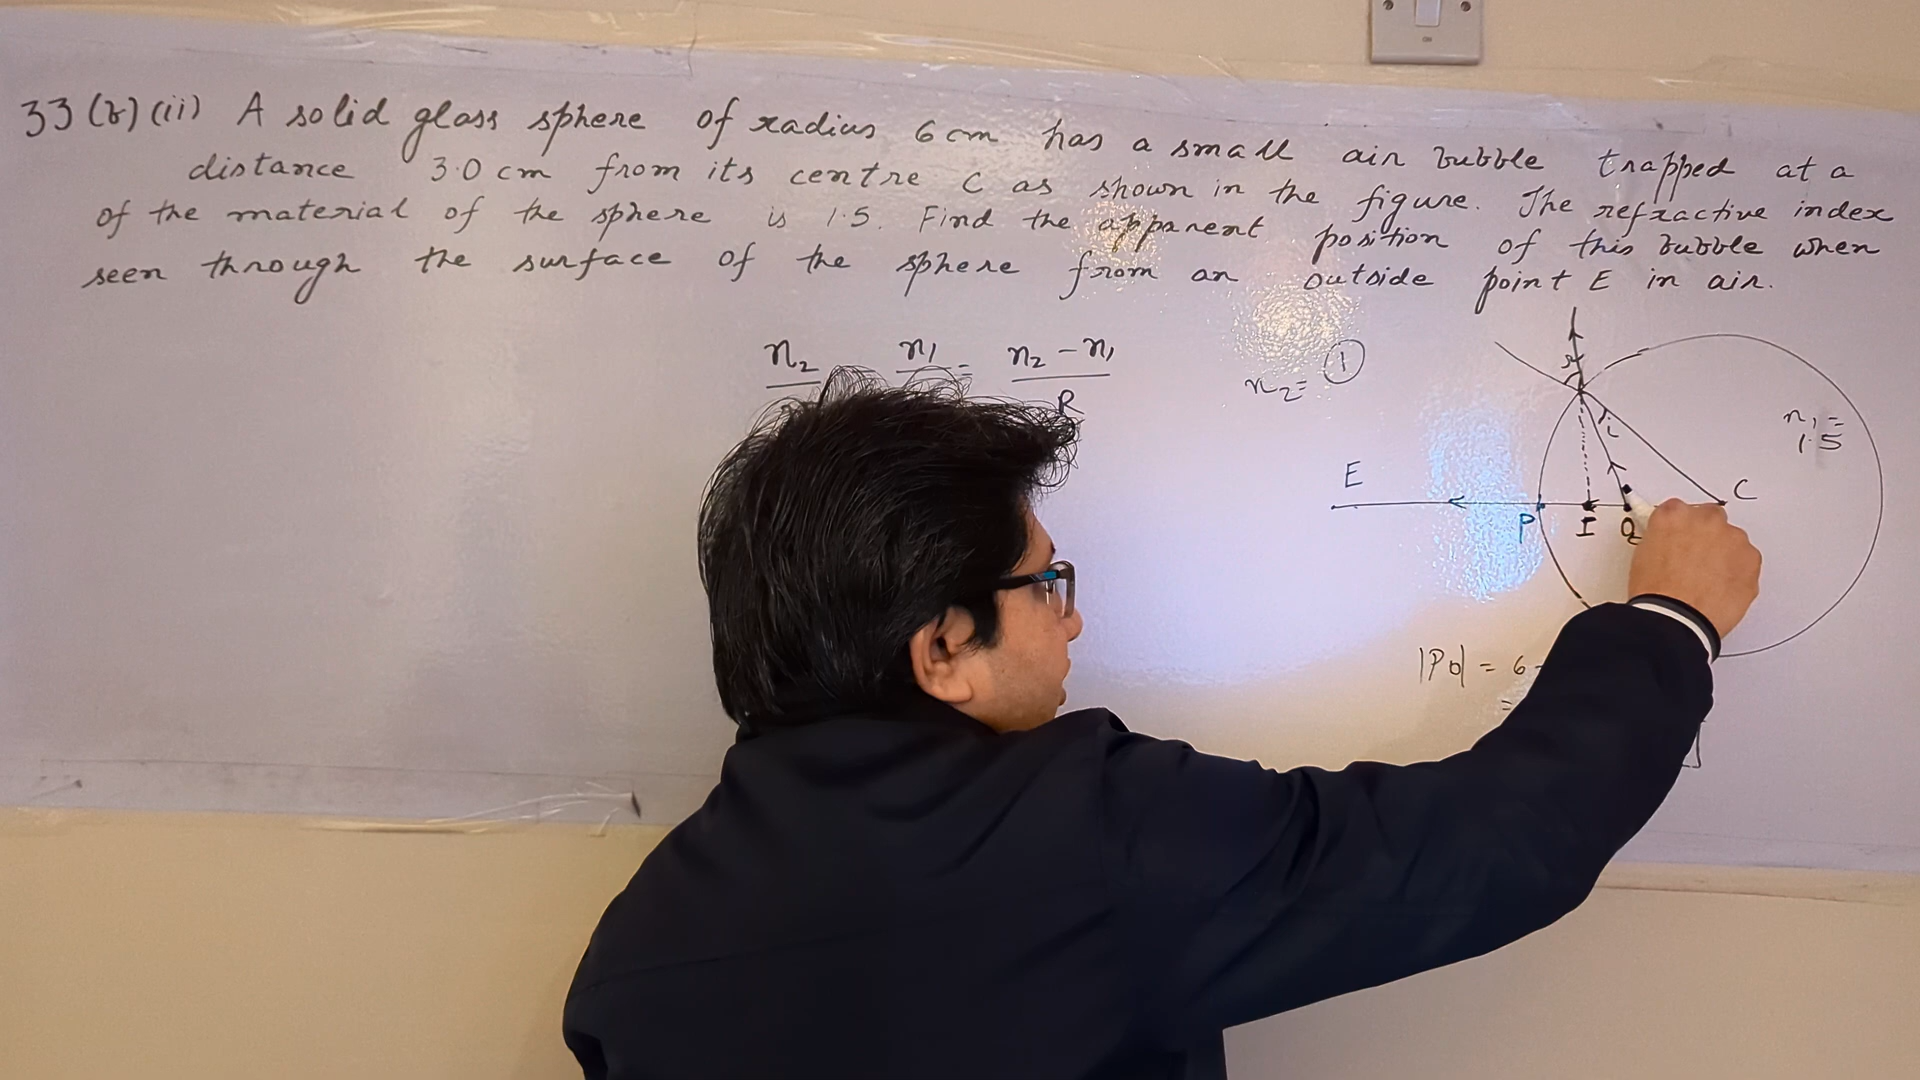 33 (b) (ii) A solid glass sphere of radius 6 cm has a small air bubble trapped at a
distance 3.0 cm from its centre C as shown in the figure. The refractive index
of the material of the sphere is 1.5. Find the apparent position of this bubble when
seen through the surface of the sphere from an outside point E in air.
n₂ n₁ = n₂ - n₁
R
n₂ = 1
n₁ =
1.5
r
i
E
C
P I O
|PO| = 6 -
=